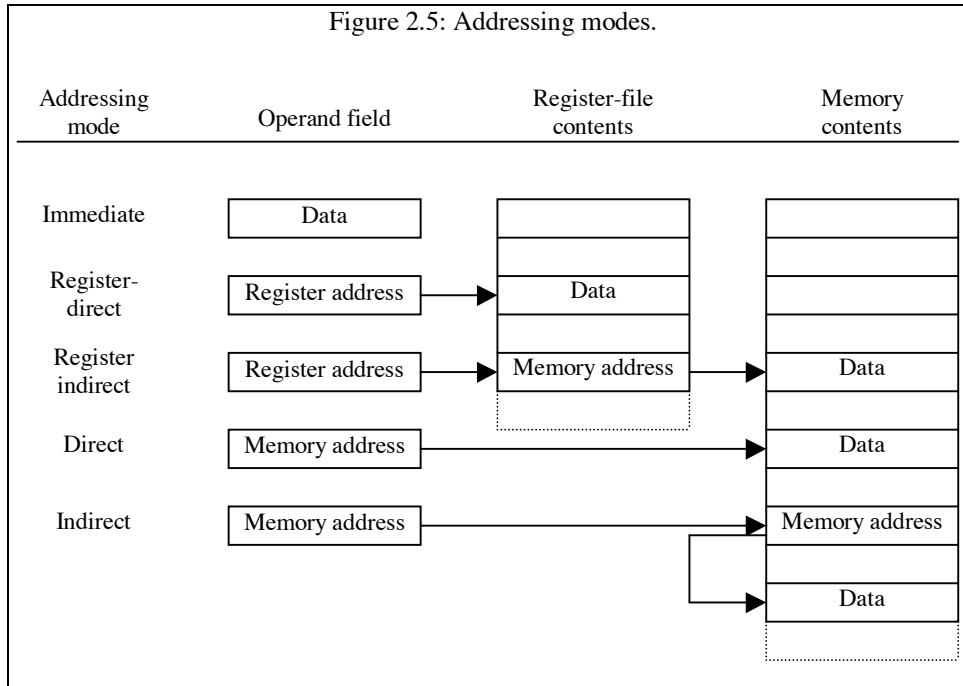 Figure 2.5: Addressing modes.
Addressing
mode
Operand field
Register-file
contents
Memory
contents
Immediate
Data
Register-
direct
Register address
Data
Register
indirect
Register address
Memory address
Data
Direct
Memory address
Data
Indirect
Memory address
Memory address
Data